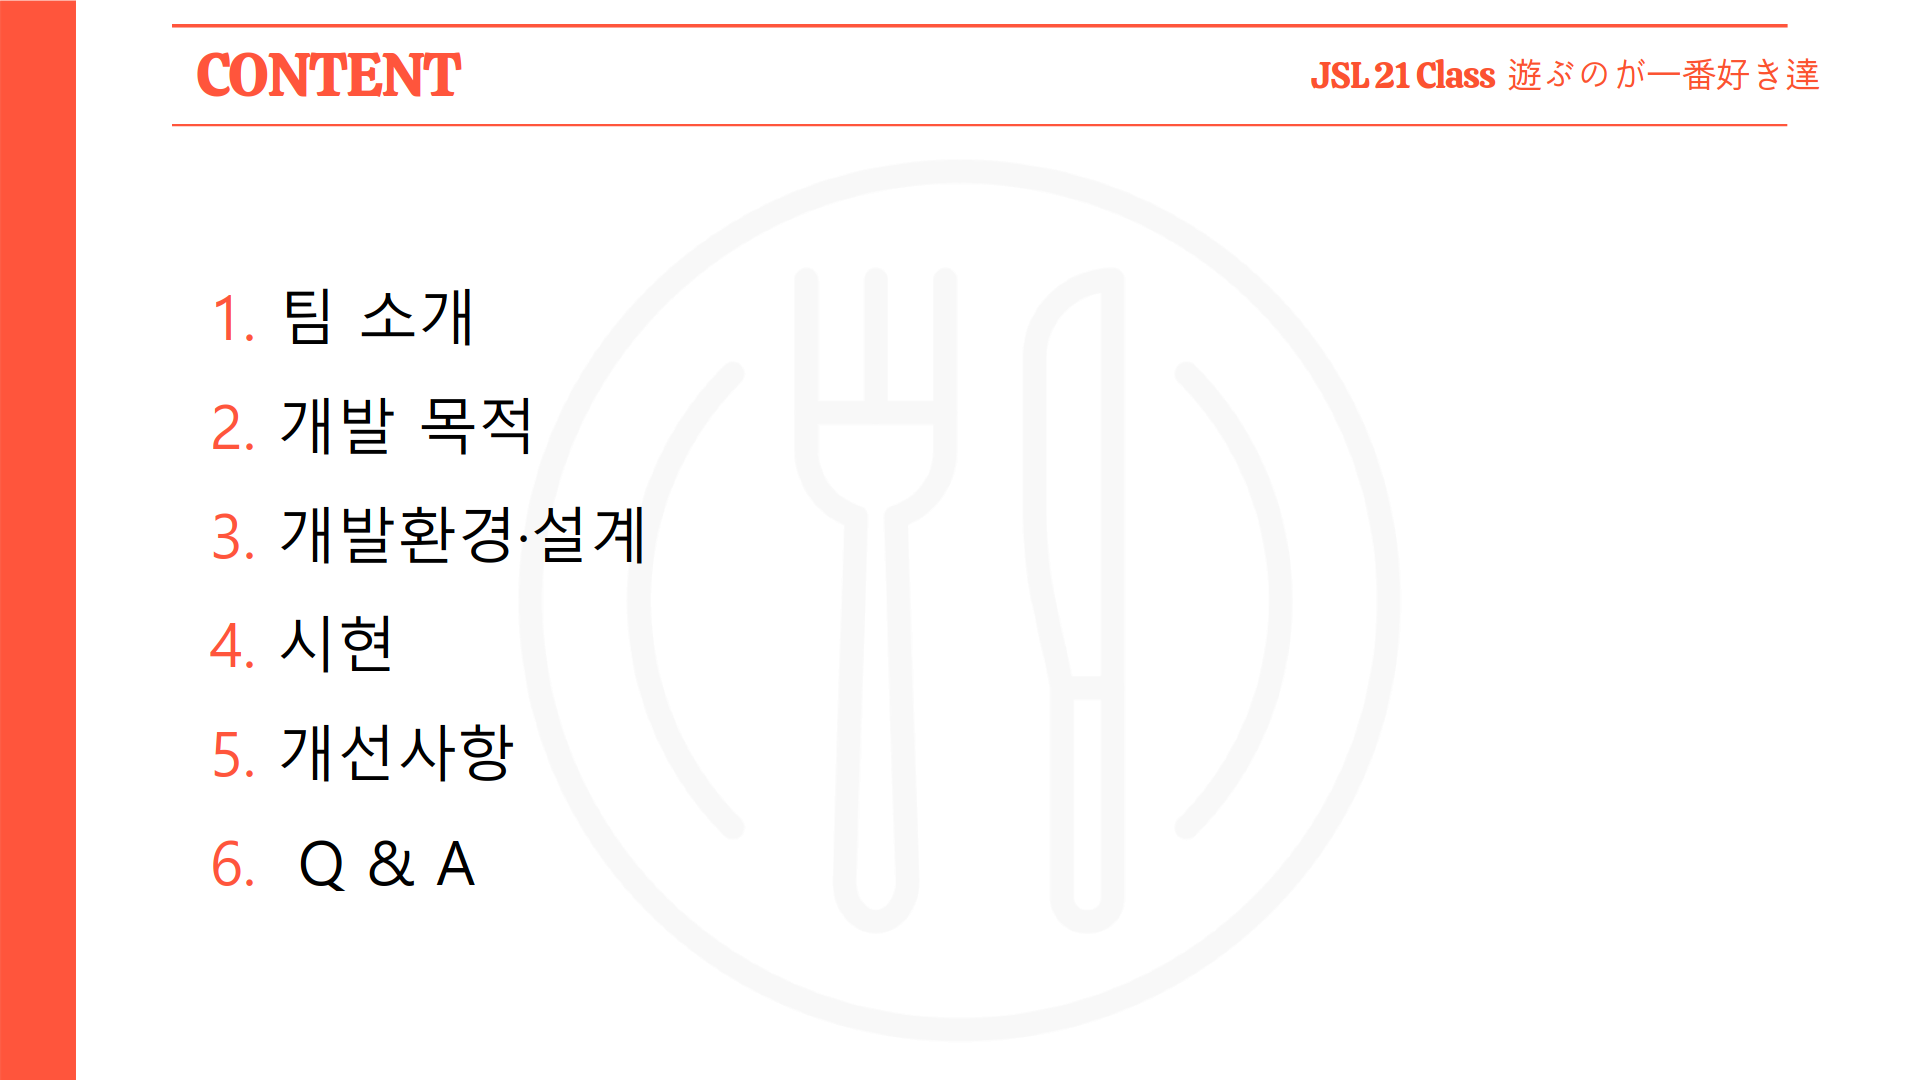 CONTENT
JSL 21 Class 遊ぶのが一番好き達
1. 팀 소개
2. 개발 목적
3. 개발환경·설계
4. 시현
5. 개선사항
6. Q & A